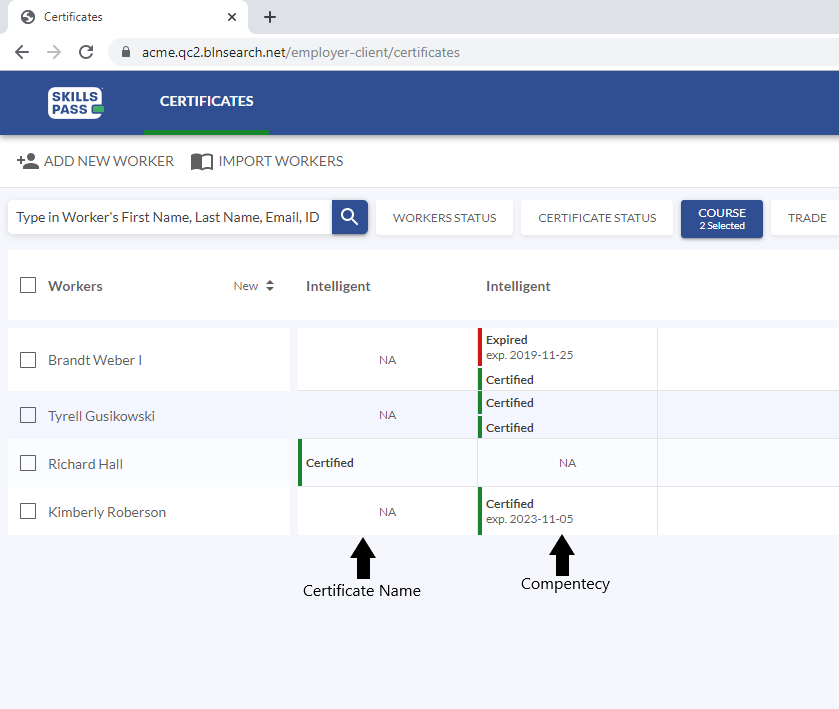 Certificates
acme.qc2.blnsearch.net/employer-client/certificates
SKILLS
PASS
CERTIFICATES
ADD NEW WORKER
IMPORT WORKERS
Type in Worker's First Name, Last Name, Email, ID
WORKERS STATUS
CERTIFICATE STATUS
COURSE
2 Selected
TRADE
Workers
New
Intelligent
Intelligent
Brandt Weber I
NA
Expired
exp. 2019-11-25
Certified
Tyrell Gusikowski
NA
Certified
Certified
Richard Hall
Certified
NA
Kimberly Roberson
NA
Certified
exp. 2023-11-05
Certificate Name
Compentecy